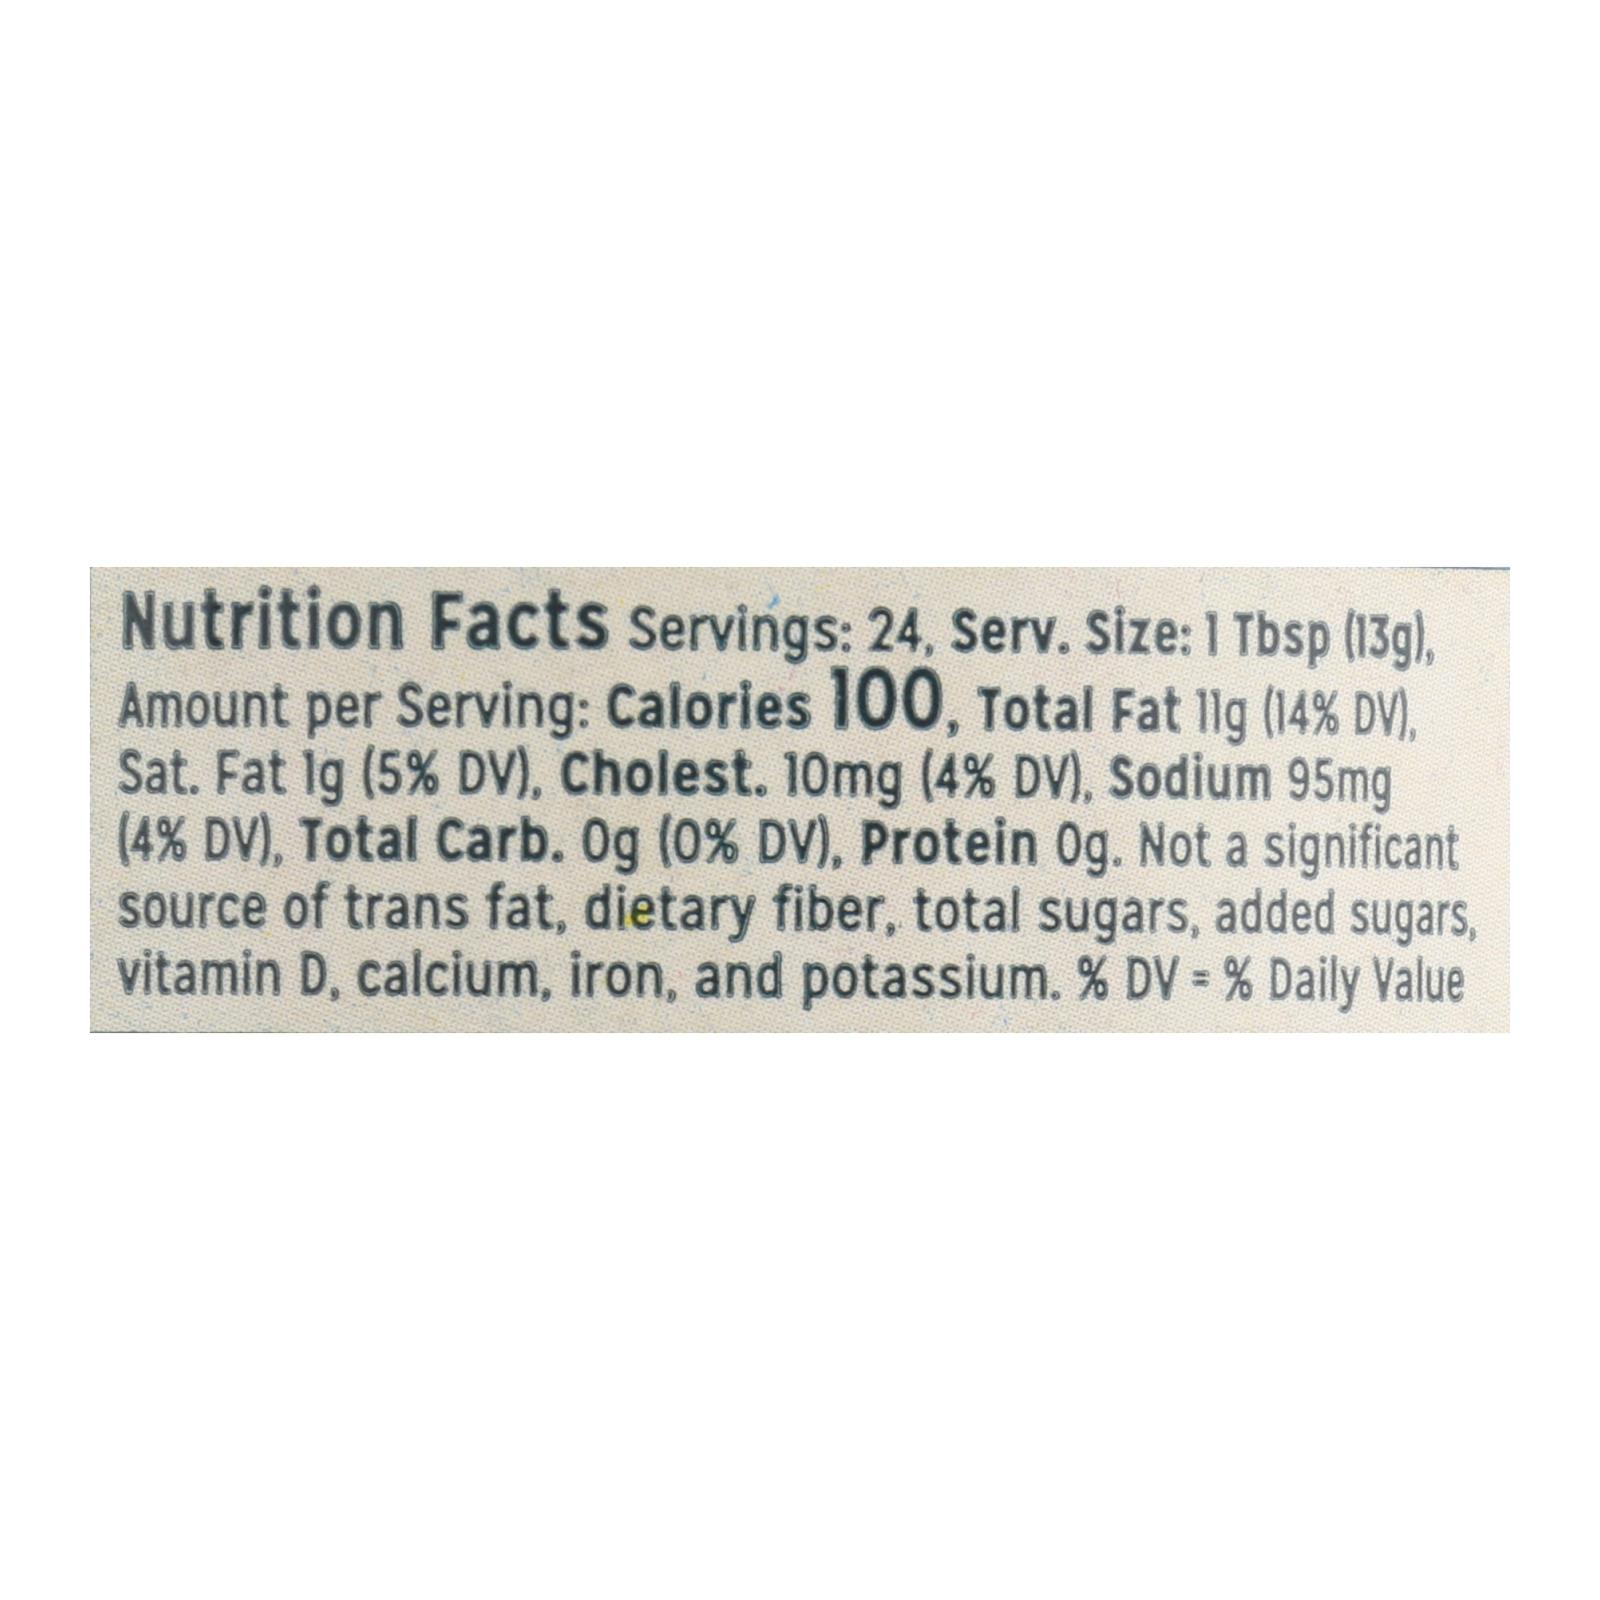 Nutrition Facts Servings: 24, Serv. Size: 1 Tbsp (13g),
Amount per Serving: Calories 100, Total Fat 11g (14% DV),
Sat. Fat 1g (5% DV), Cholest. 10mg (4% DV), Sodium 95mg
(4% DV), Total Carb. 0g (0% DV), Protein 0g. Not a significant
source of trans fat, dietary fiber, total sugars, added sugars,
vitamin D, calcium, iron, and potassium. % DV = % Daily Value